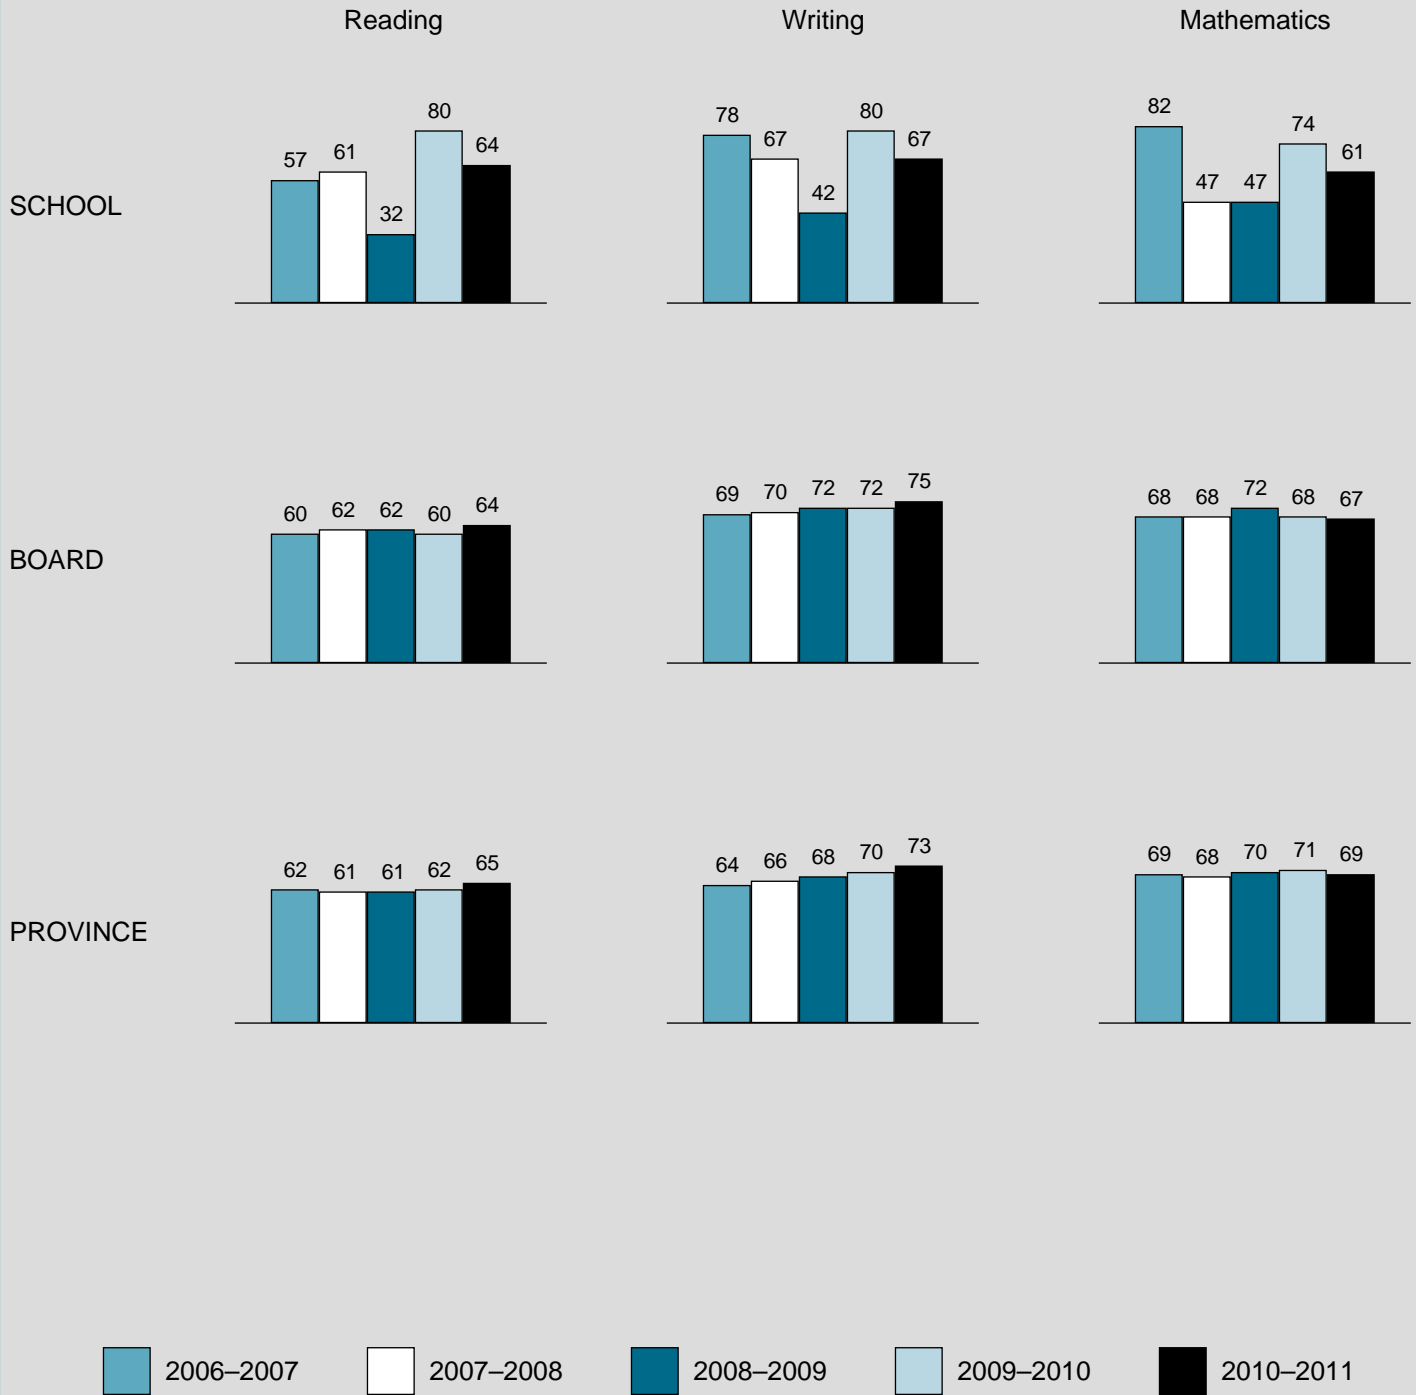 Reading Writing Mathematics
SCHOOL
57 61 32 80 64
78 67 42 80 67
82 47 47 74 61
BOARD
60 62 62 60 64
69 70 72 72 75
68 68 72 68 67
PROVINCE
62 61 61 62 65
64 66 68 70 73
69 68 70 71 69
2006–2007 2007–2008 2008–2009 2009–2010 2010–2011